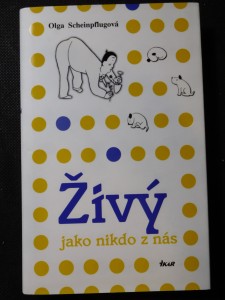 Olga Scheinpflugová
Živý
jako nikdo z nás
IKAR